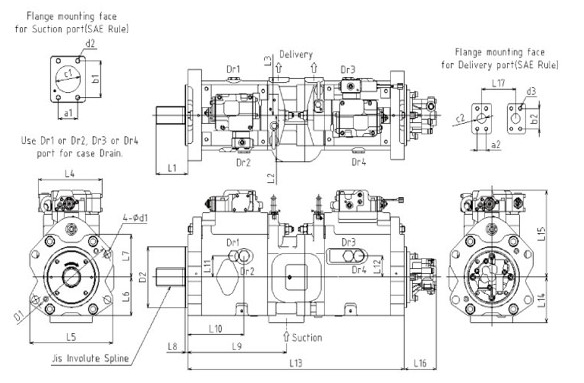 Flange mounting face
for Suction port(SAE Rule)
d2
c1
b1
a1
Use Dr1 or Dr2, Dr3 or Dr4
port for case Drain.
L3
Delivery
Dr1
Dr3
Dr2
Dr4
L1
L2
Flange mounting face
for Delivery port(SAE Rule)
L17
d3
c2
b2
a2
L4
4-Φd1
L7
L6
D1
L5
D2
Dr1
L11
Dr2
Dr3
Dr4
L12
L15
L14
L10
Suction
L8
L9
L13
L16
Jis Involute Spline